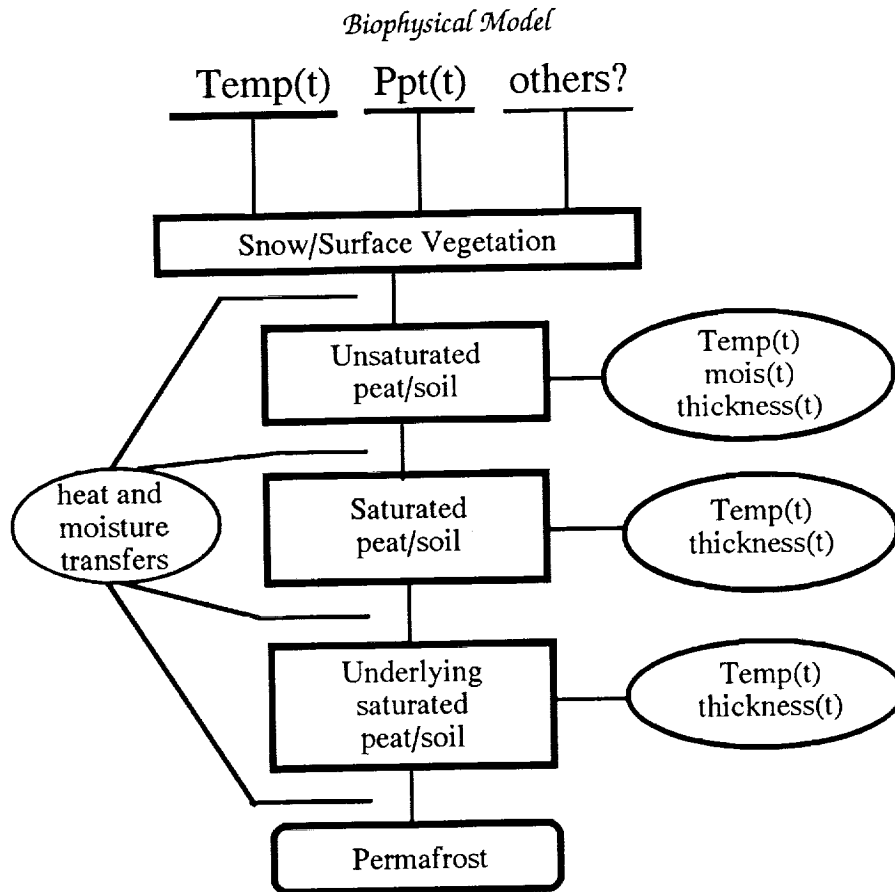 Biophysical Model
Temp(t) Ppt(t) others?
Snow/Surface Vegetation
Unsaturated
peat/soil
Temp(t)
mois(t)
thickness(t)
heat and
moisture
transfers
Saturated
peat/soil
Temp(t)
thickness(t)
Underlying
saturated
peat/soil
Temp(t)
thickness(t)
Permafrost